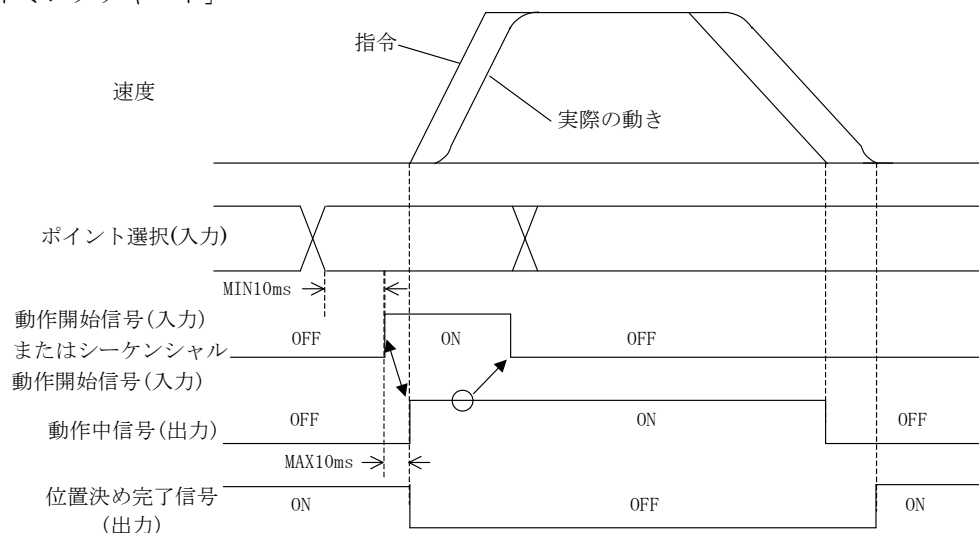 指令
速度
実際の動き
ポイント選択(入力)
MIN10ms
動作開始信号(入力)
またはシーケンシャル
動作開始信号(入力)
OFF
ON
OFF
動作中信号(出力)
OFF
ON
OFF
MAX10ms
位置決め完了信号
(出力)
ON
OFF
ON